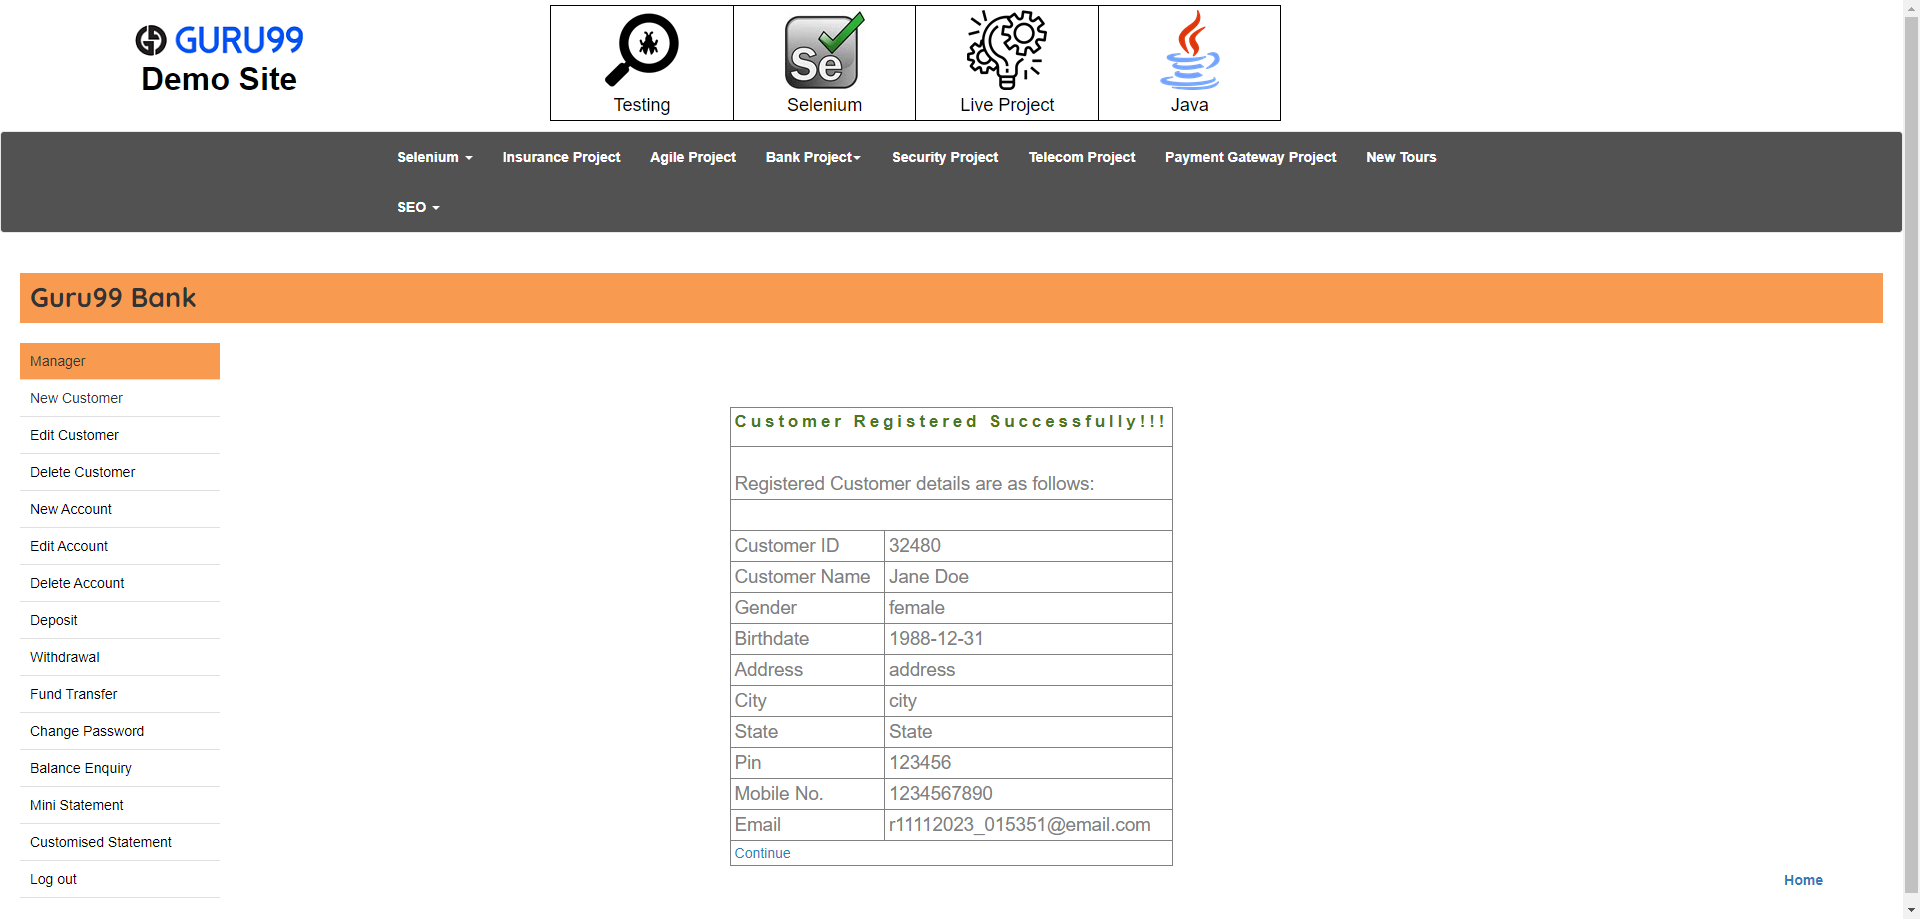 GURU99
Demo Site
Testing
Se
Selenium
Live Project
Java
Selenium
Insurance Project
Agile Project
Bank Project
Security Project
Telecom Project
Payment Gateway Project
New Tours
SEO
Guru99 Bank
Manager
New Customer
Edit Customer
Delete Customer
New Account
Edit Account
Delete Account
Deposit
Withdrawal
Fund Transfer
Change Password
Balance Enquiry
Mini Statement
Customised Statement
Log out
Customer Registered Successfully!!!
Registered Customer details are as follows:
Customer ID 32480
Customer Name Jane Doe
Gender female
Birthdate 1988-12-31
Address address
City city
State State
Pin 123456
Mobile No. 1234567890
Email r11112023_015351@email.com
Continue
Home